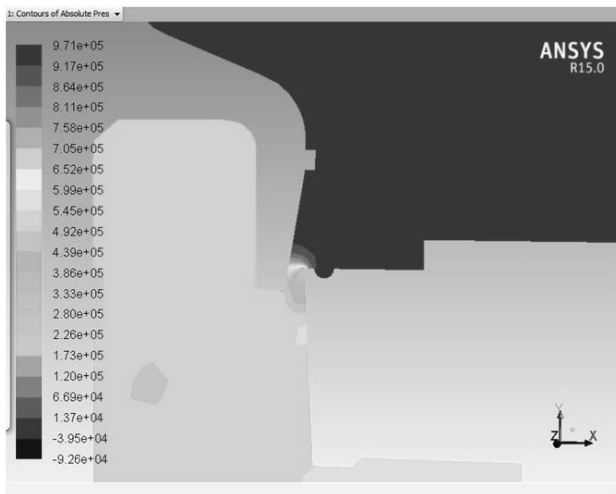 1: Contours of Absolute Pres
ANSYS
R15.0
9.71e+05
9.17e+05
8.64e+05
8.11e+05
7.58e+05
7.05e+05
6.52e+05
5.99e+05
5.45e+05
4.92e+05
4.39e+05
3.86e+05
3.33e+05
2.80e+05
2.26e+05
1.73e+05
1.20e+05
6.69e+04
1.37e+04
-3.95e+04
-9.26e+04
Y
Z X